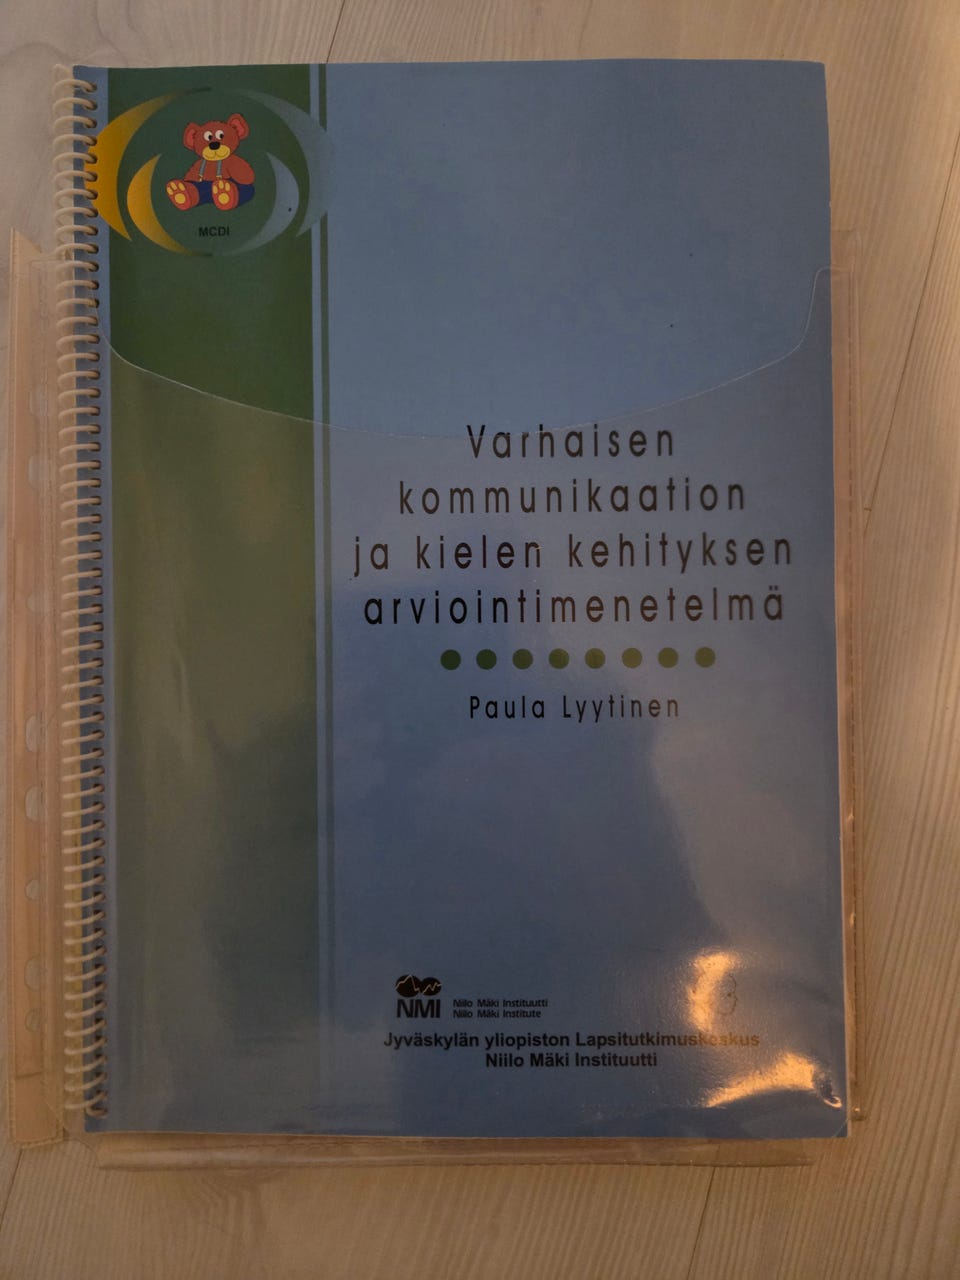 MCDI
Varhaisen
kommunikaation
ja kielen kehityksen
arviointimenetelmä
Paula Lyytinen
NMI
Niilo Mäki Instituutti
Niilo Mäki Institute
Jyväskylän yliopiston Lapsitutkimuskeskus
Niilo Mäki Instituutti